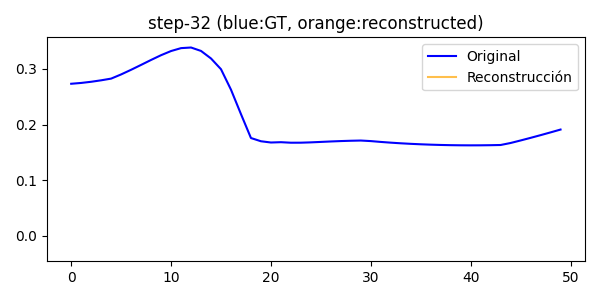 step-32 (blue:GT, orange:reconstructed)
Original
Reconstrucción
0.3
0.2
0.1
0.0
0 10 20 30 40 50